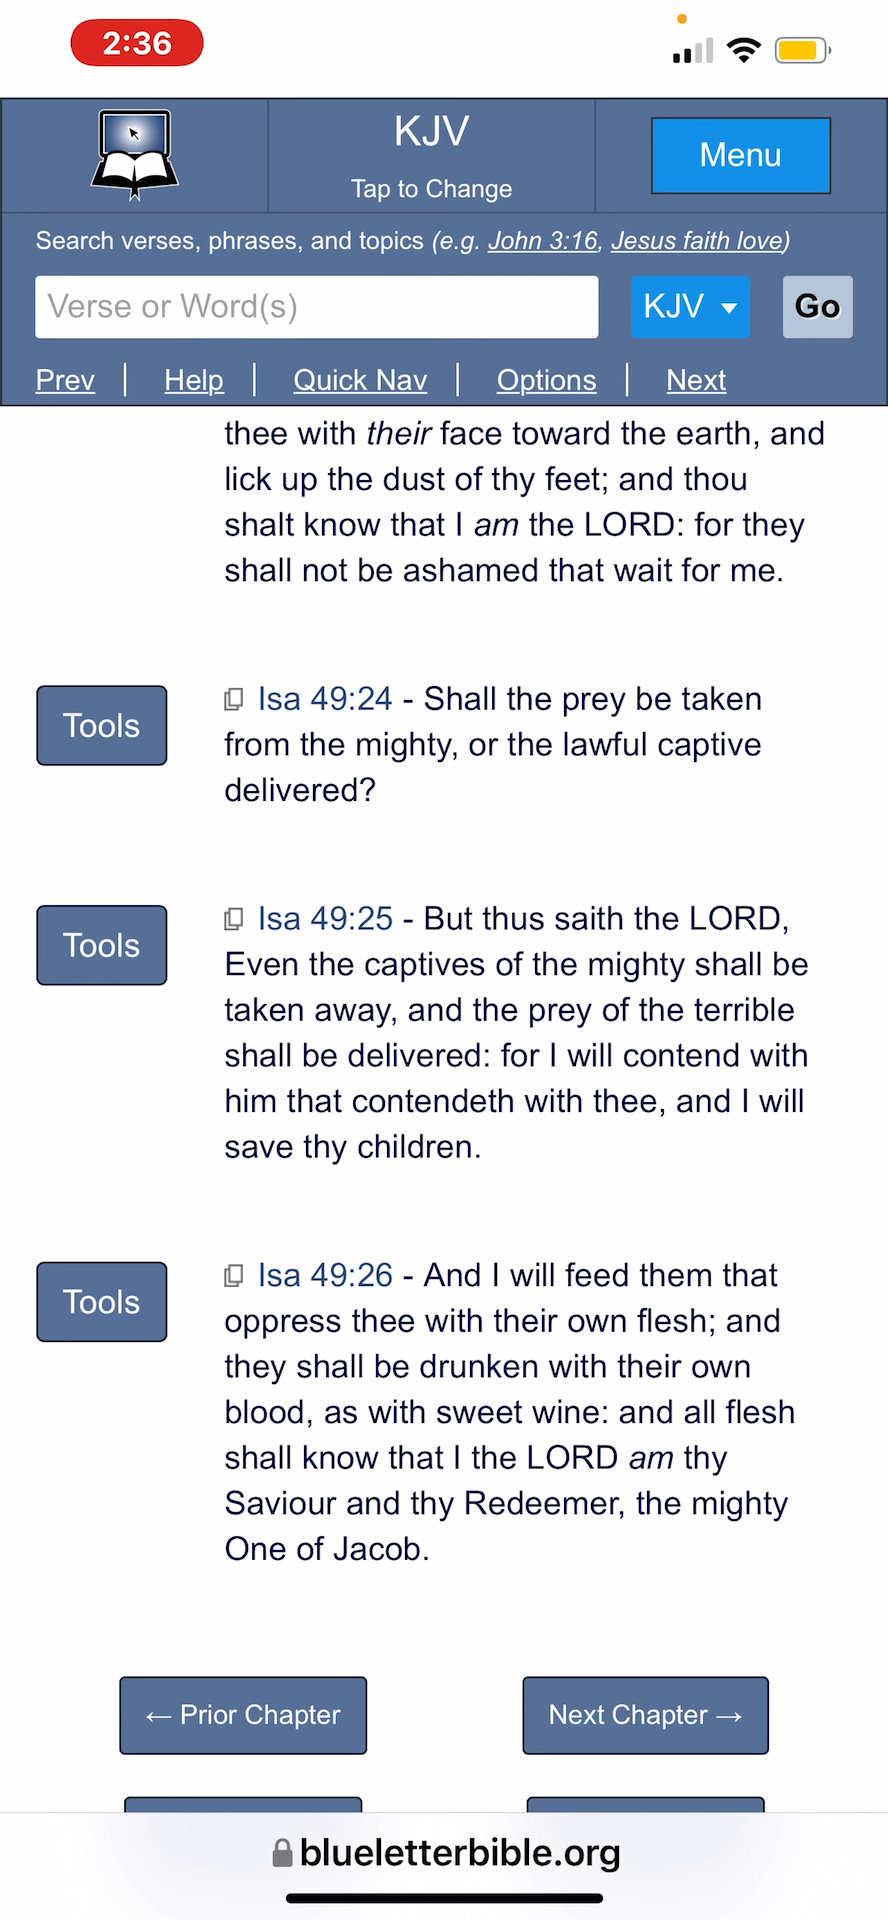 2:36
KJV
Tap to Change
Menu
Search verses, phrases, and topics (e.g. John 3:16, Jesus faith love)
Verse or Word(s)
KJV
Go
Prev | Help | Quick Nav | Options | Next
thee with their face toward the earth, and
lick up the dust of thy feet; and thou
shalt know that I am the LORD: for they
shall not be ashamed that wait for me.
Tools
Isa 49:24 - Shall the prey be taken
from the mighty, or the lawful captive
delivered?
Tools
Isa 49:25 - But thus saith the LORD,
Even the captives of the mighty shall be
taken away, and the prey of the terrible
shall be delivered: for I will contend with
him that contendeth with thee, and I will
save thy children.
Tools
Isa 49:26 - And I will feed them that
oppress thee with their own flesh; and
they shall be drunken with their own
blood, as with sweet wine: and all flesh
shall know that I the LORD am thy
Saviour and thy Redeemer, the mighty
One of Jacob.
← Prior Chapter
Next Chapter →
blueletterbible.org